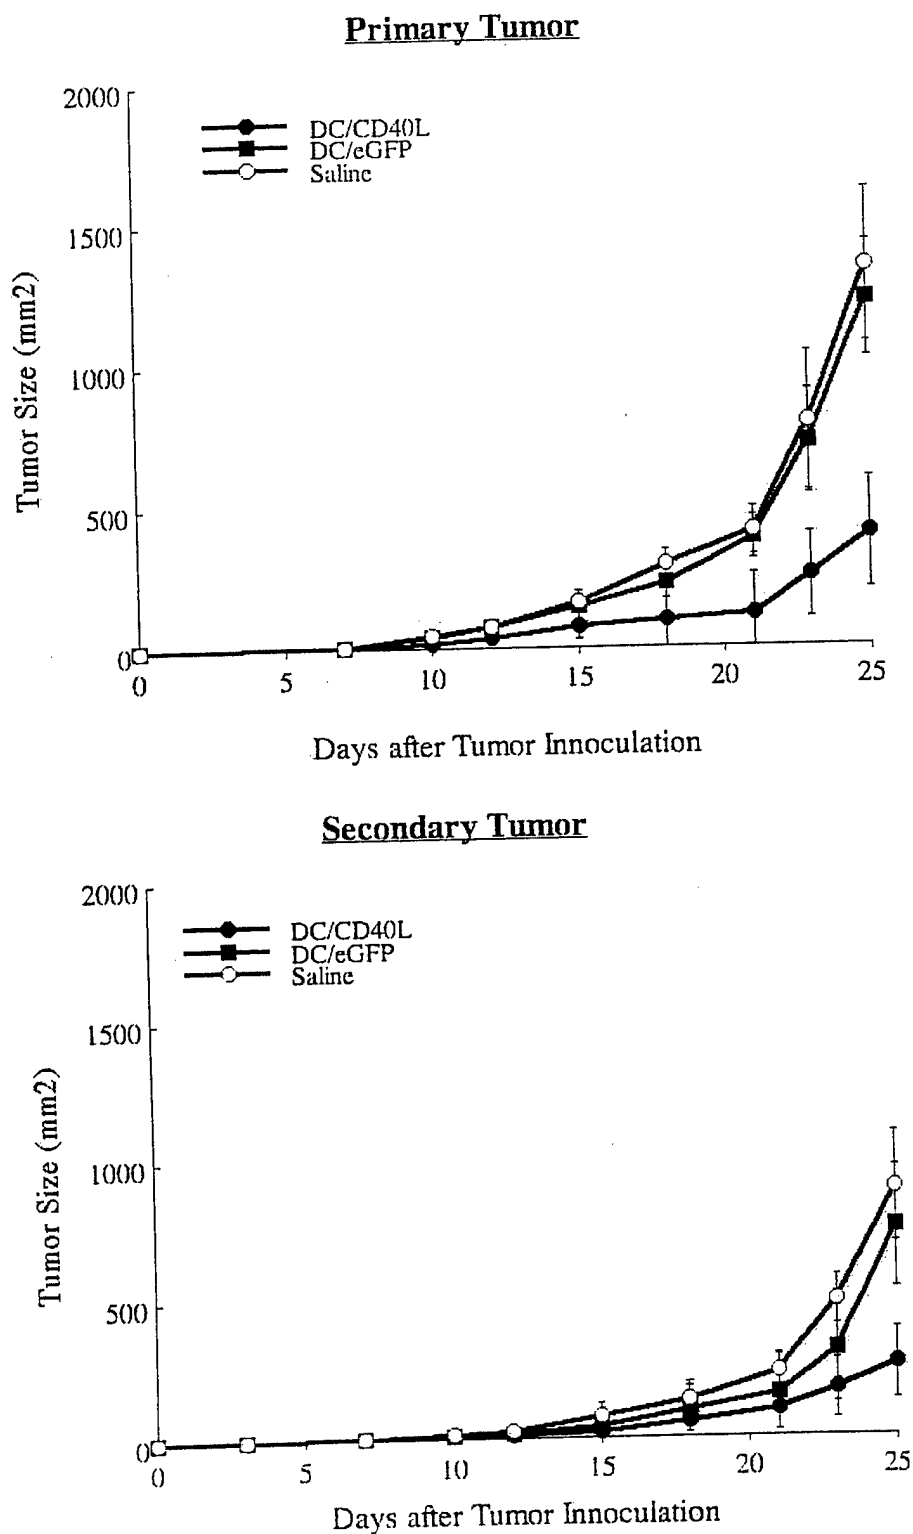 Primary Tumor
2000
1500
1000
500
0
Tumor Size (mm2)
DC/CD40L
DC/eGFP
Saline
0 5 10 15 20 25
Days after Tumor Innoculation
Secondary Tumor
2000
1500
1000
500
0
Tumor Size (mm2)
DC/CD40L
DC/eGFP
Saline
0 5 10 15 20 25
Days after Tumor Innoculation